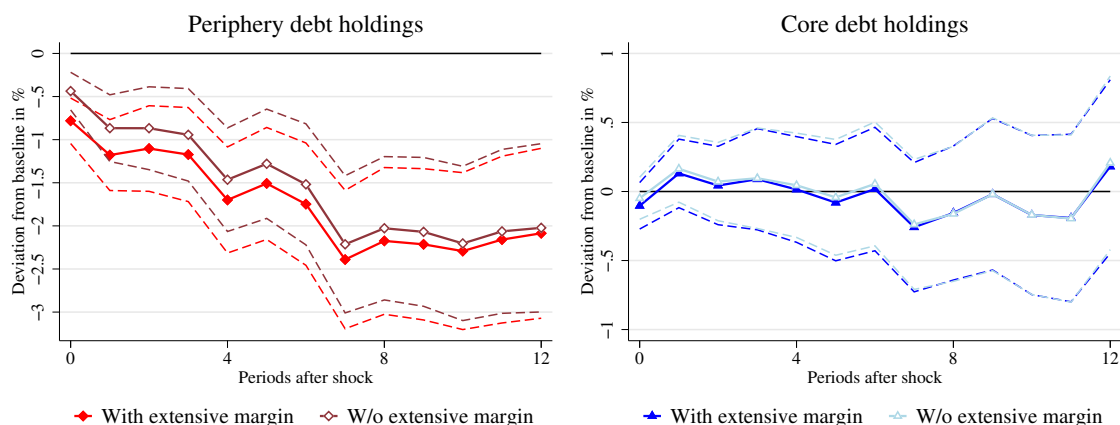 Periphery debt holdings
Deviation from baseline in %
0
-.5
-1
-1.5
-2
-2.5
-3
0 4 8 12
Periods after shock
With extensive margin W/o extensive margin
Core debt holdings
Deviation from baseline in %
1
.5
0
-.5
-1
0 4 8 12
Periods after shock
With extensive margin W/o extensive margin